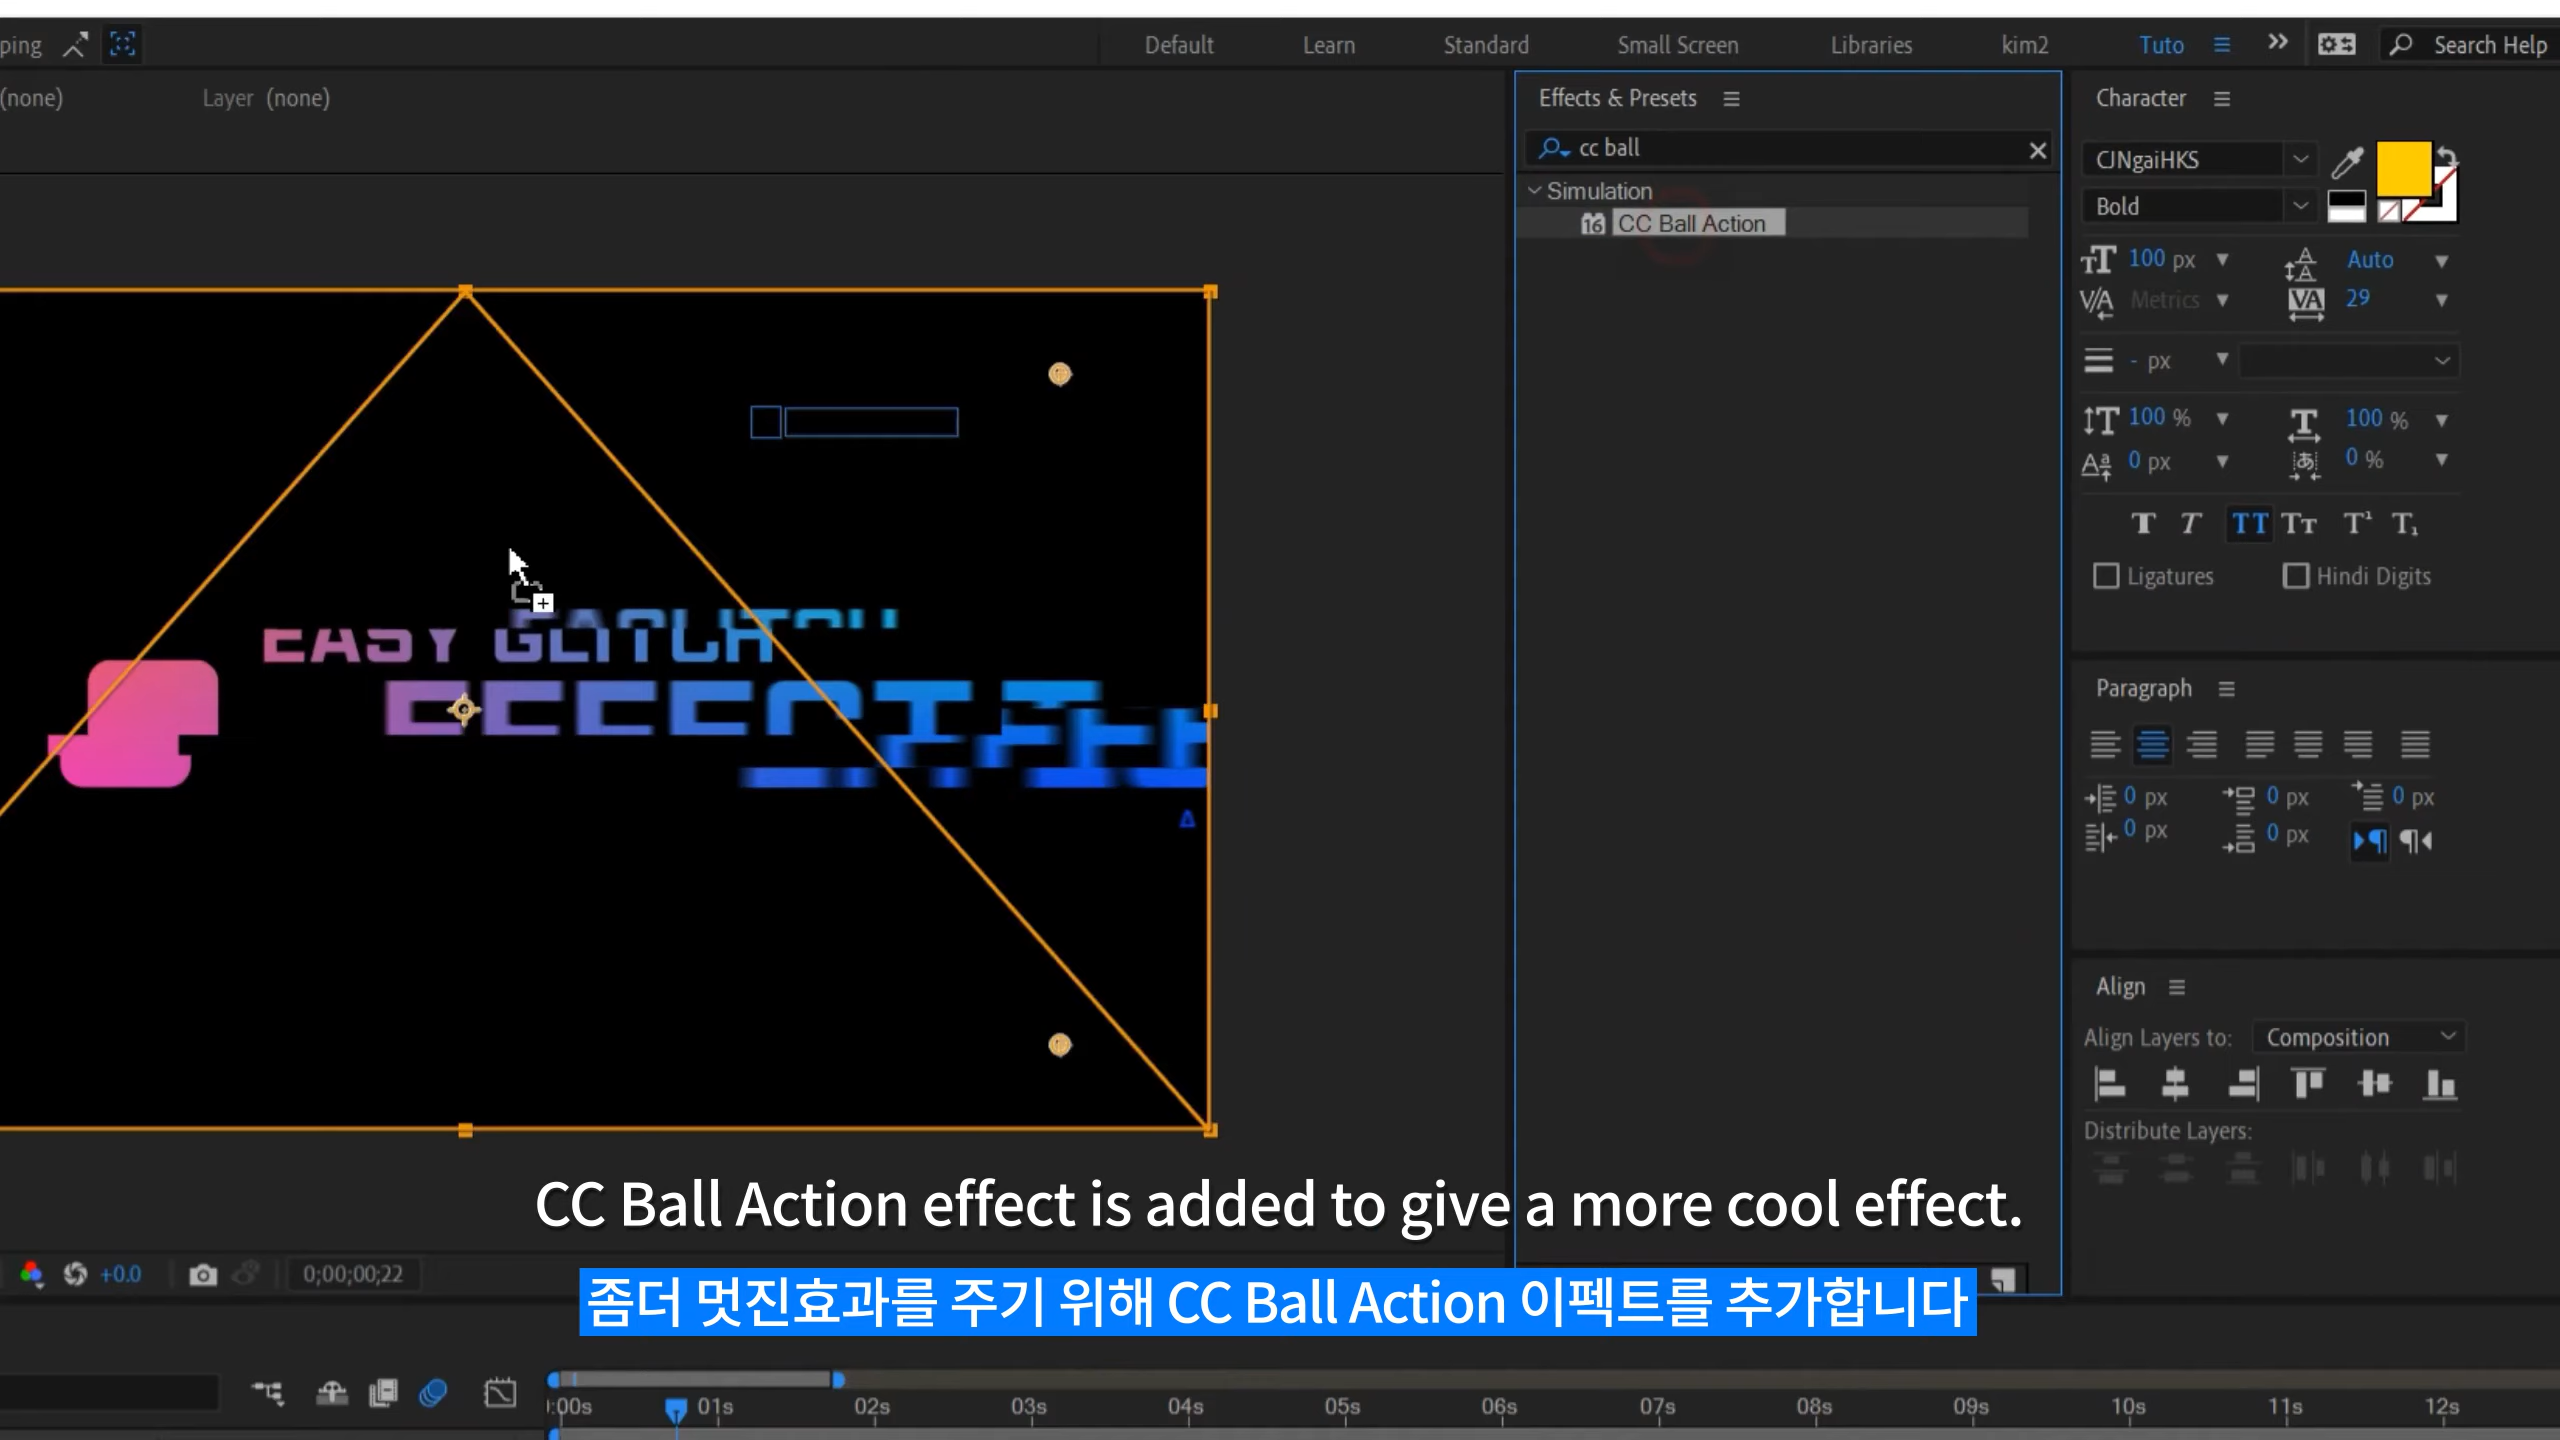 ping
Default Learn Standard Small Screen Libraries kim2 Tuto Search Help
(none) Layer (none)
Effects & Presets
cc ball
Simulation
CC Ball Action
Character
CJNgaiHKS
Bold
100 px Auto
Metrics 29
- px
100 % 100 %
0 px 0 %
Ligatures Hindi Digits
EASY GLITCH
Paragraph
0 px 0 px 0 px
0 px 0 px
Align
Align Layers to: Composition
Distribute Layers:
CC Ball Action effect is added to give a more cool effect.
+0.0 0;00;00;22
좀더 멋진효과를 주기 위해 CC Ball Action 이펙트를 추가합니다
:00s 01s 02s 03s 04s 05s 06s 07s 08s 09s 10s 11s 12s